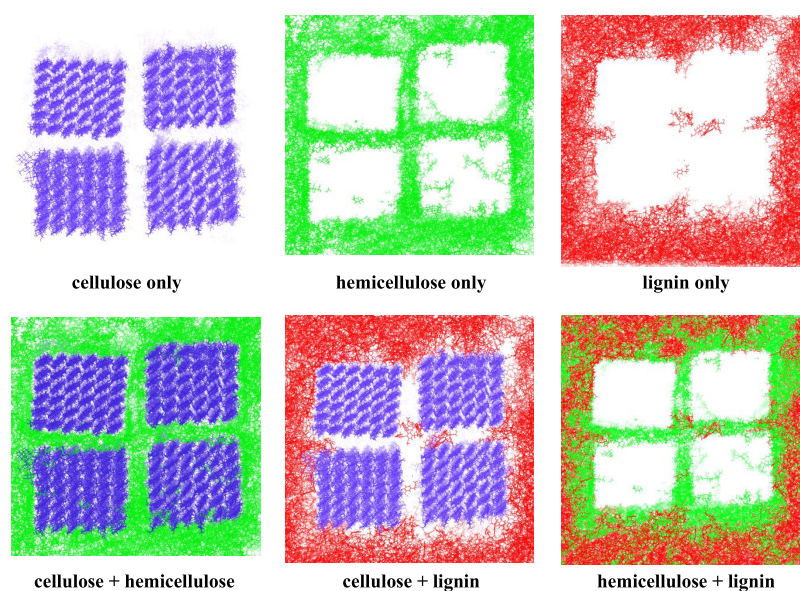 cellulose only
hemicellulose only
lignin only
cellulose + hemicellulose
cellulose + lignin
hemicellulose + lignin